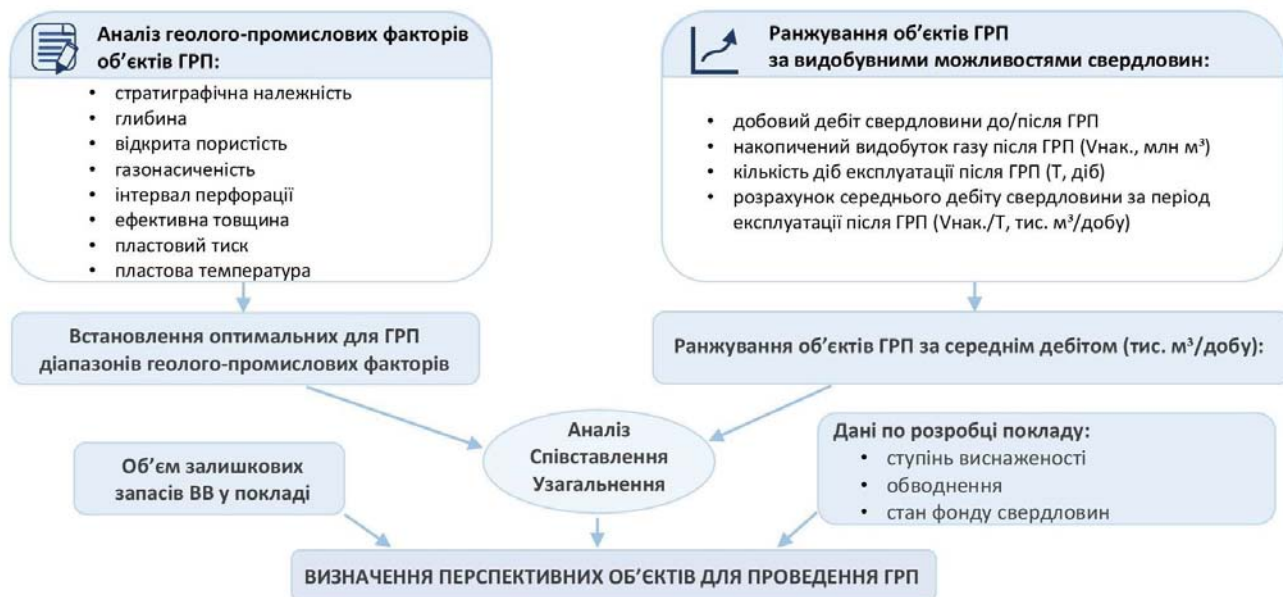 Аналіз геолого-промислових факторів
об’єктів ГРП:
• стратиграфічна належність
• глибина
• відкрита пористість
• газонасиченість
• інтервал перфорації
• ефективна товщина
• пластовий тиск
• пластова температура
Ранжування об’єктів ГРП
за видобувними можливостями свердловин:
• добовий дебіт свердловини до/після ГРП
• накопичений видобуток газу після ГРП (Vнак., млн м³)
• кількість діб експлуатації після ГРП (Т, діб)
• розрахунок середнього дебіту свердловини за період
експлуатації після ГРП (Vнак./Т, тис. м³/добу)
Встановлення оптимальних для ГРП
діапазонів геолого-промислових факторів
Ранжування об’єктів ГРП за середнім дебітом (тис. м³/добу):
Аналіз
Співставлення
Узагальнення
Об’єм залишкових
запасів ВВ у покладі
Дані по розробці покладу:
• ступінь виснаженості
• обводнення
• стан фонду свердловин
ВИЗНАЧЕННЯ ПЕРСПЕКТИВНИХ ОБ’ЄКТІВ ДЛЯ ПРОВЕДЕННЯ ГРП